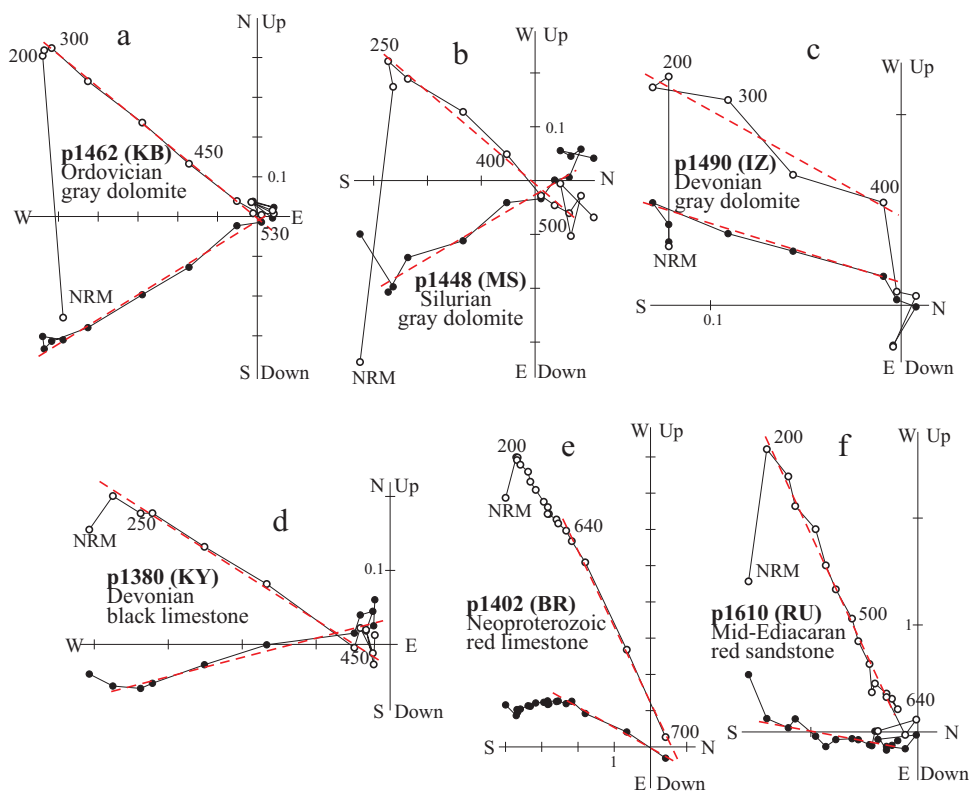 a
N Up
200
300
p1462 (KB)
Ordovician
gray dolomite
450
0.1
W
E
530
NRM
S Down
b
W Up
250
0.1
400
S
N
500
p1448 (MS)
Silurian
gray dolomite
NRM
E Down
c
W Up
200
300
p1490 (IZ)
Devonian
gray dolomite
400
NRM
S
N
0.1
E Down
d
N Up
250
NRM
0.1
p1380 (KY)
Devonian
black limestone
W
E
450
S Down
e
W Up
200
NRM
640
p1402 (BR)
Neoproterozoic
red limestone
700
S
N
1
E Down
f
W Up
200
NRM
p1610 (RU)
Mid-Ediacaran
red sandstone
500
1
640
S
N
E Down